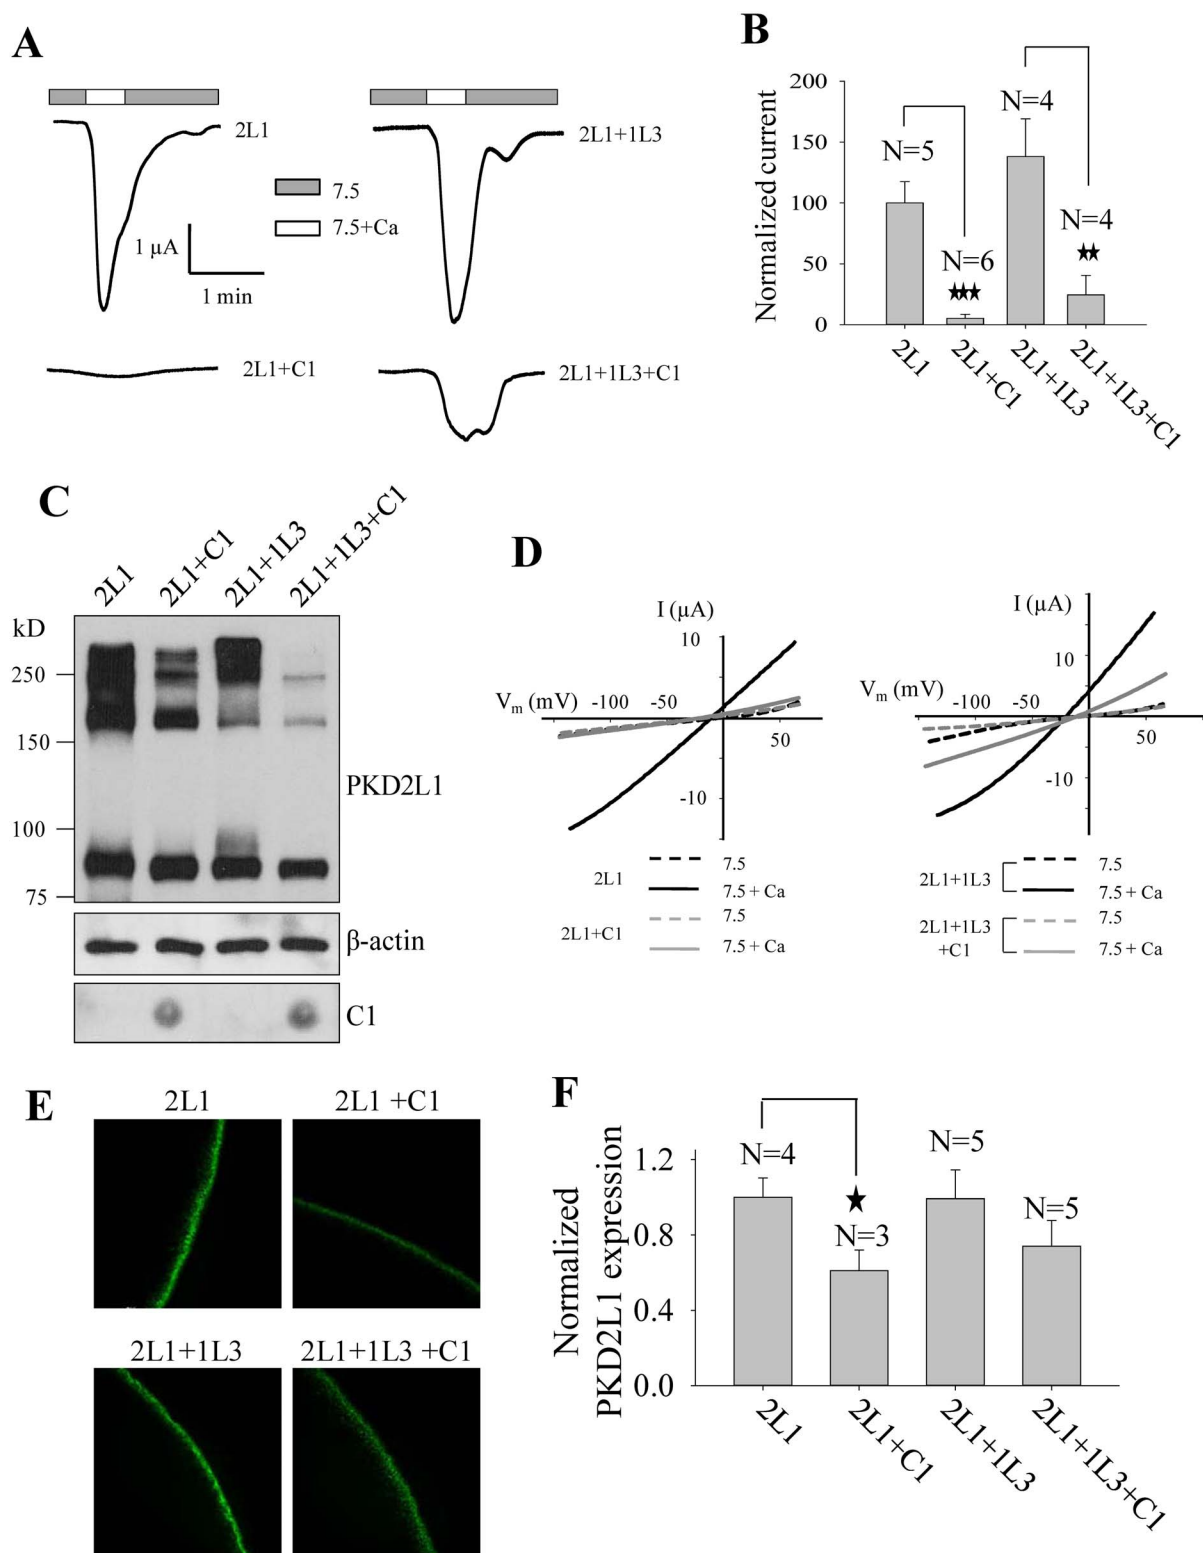 A
2L1
2L1+1L3
7.5
7.5+Ca
1 µA
1 min
2L1+C1
2L1+1L3+C1
B
Normalized current
200
150
100
50
0
N=5
N=6
★★★
N=4
N=4
★★
2L1
2L1+C1
2L1+1L3
2L1+1L3+C1
C
2L1
2L1+C1
2L1+1L3
2L1+1L3+C1
kD
250
150
100
75
PKD2L1
β-actin
C1
D
I (µA)
10
Vm (mV)
-100
-50
50
-10
2L1
7.5
7.5 + Ca
2L1+C1
7.5
7.5 + Ca
I (µA)
10
Vm (mV)
-100
-50
50
-10
2L1+1L3
7.5
7.5 + Ca
2L1+1L3
+C1
7.5
7.5 + Ca
E
2L1
2L1 +C1
2L1+1L3
2L1+1L3 +C1
F
Normalized
PKD2L1 expression
1.2
0.8
0.4
0.0
N=4
★
N=3
N=5
N=5
2L1
2L1+C1
2L1+1L3
2L1+1L3+C1